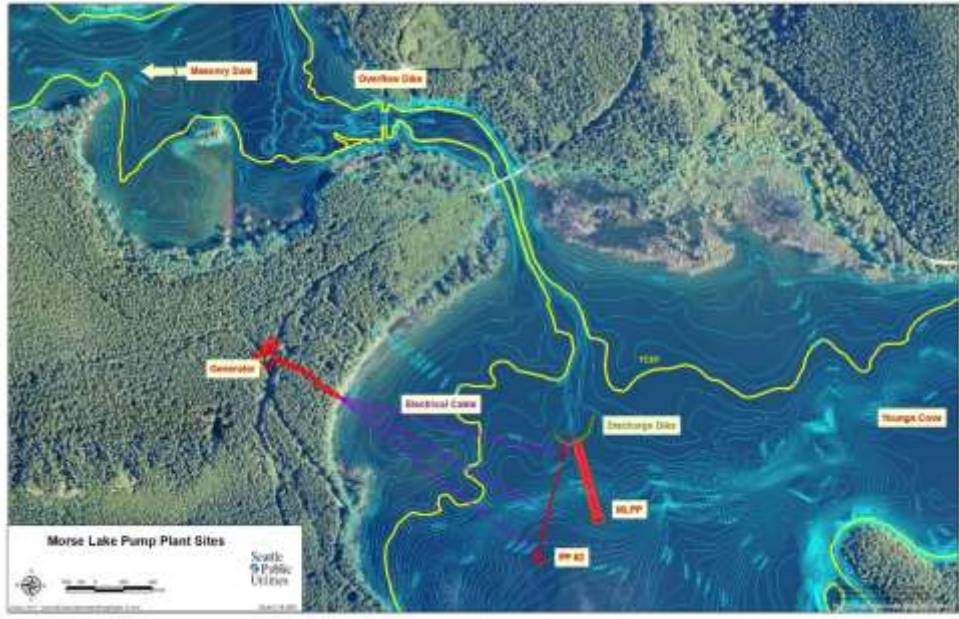 Masonry Dam
Overflow Dike
Generator
Electrical Cable
Discharge Dike
Youngs Cove
MLPP
PP #2
Morse Lake Pump Plant Sites
Seattle
Public
Utilities